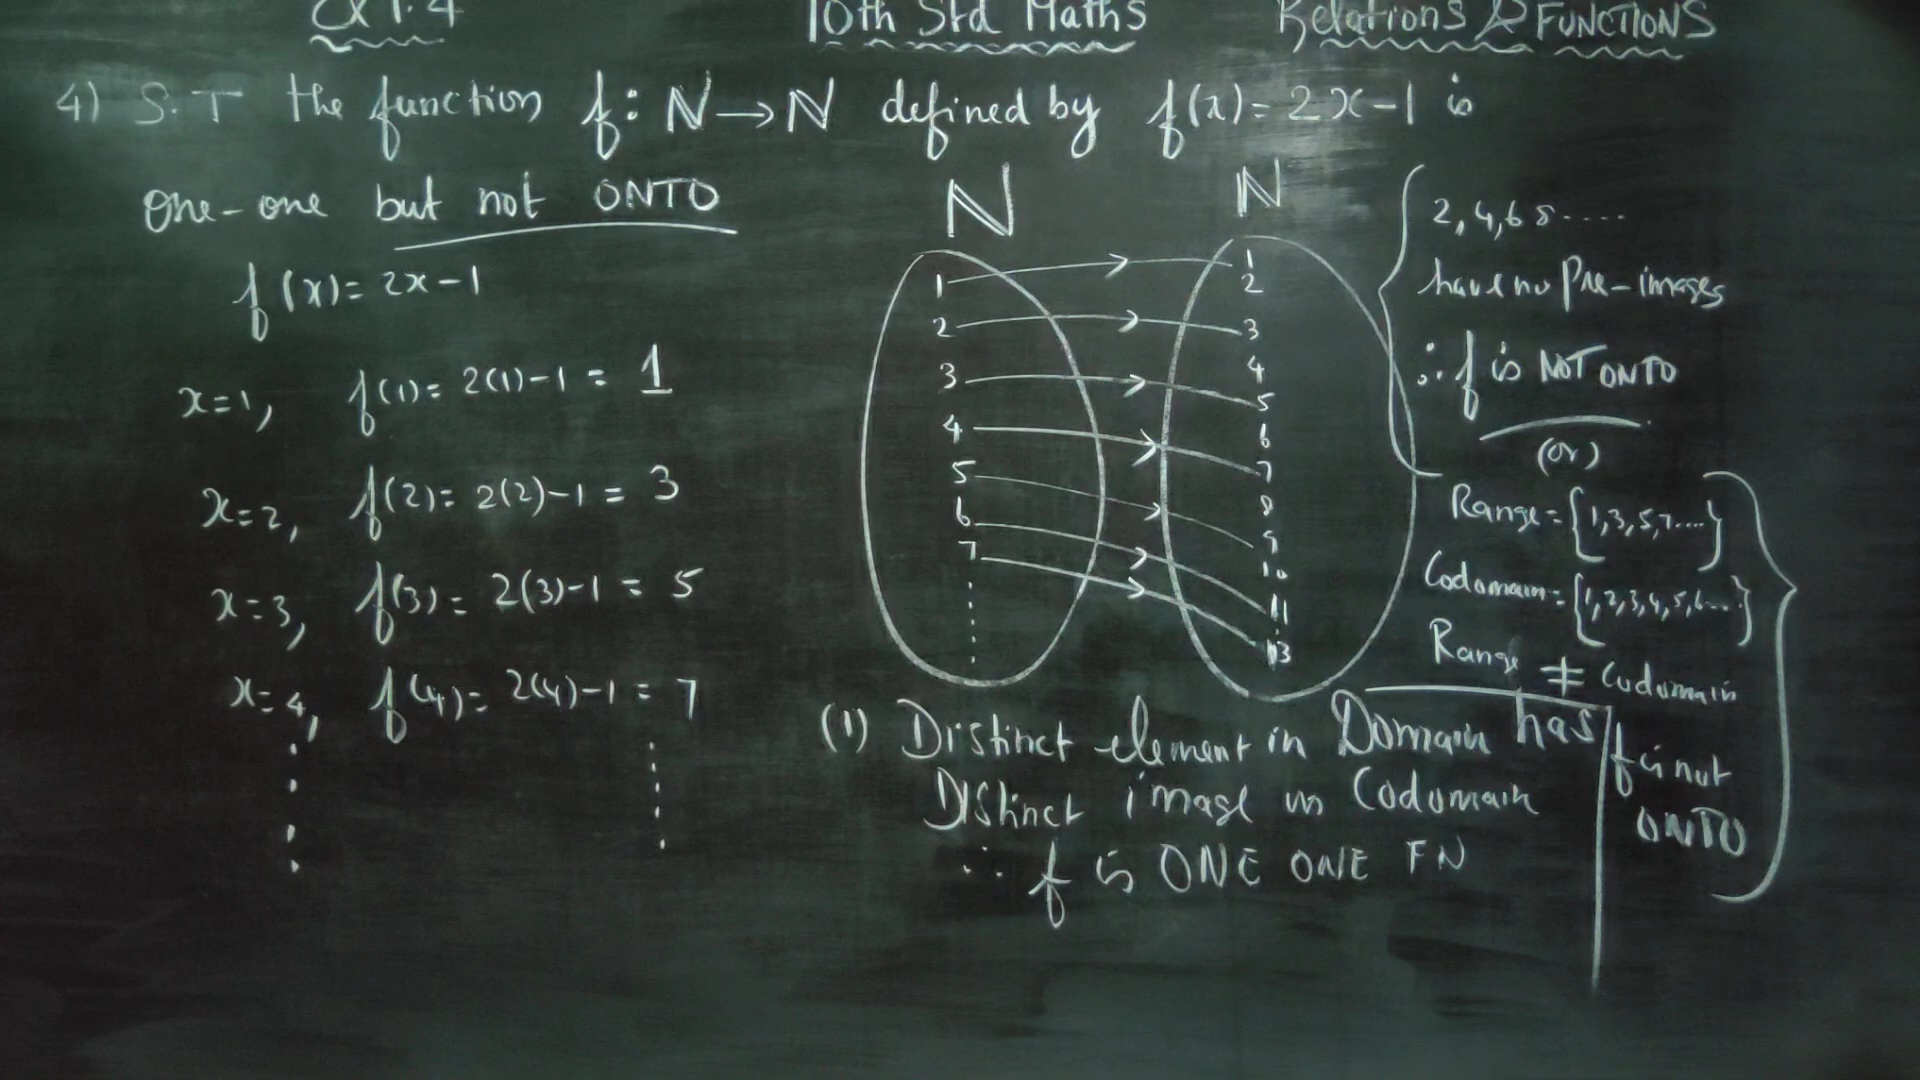 Ex 1.4 10th Std Maths Relations & FUNCTIONS
4) S.T the function f: N→N defined by f(x)= 2x-1 is
one-one but not ONTO
f(x)= 2x-1
x=1, f(1)= 2(1)-1 = 1
x=2, f(2)= 2(2)-1 = 3
x=3, f(3)= 2(3)-1 = 5
x=4, f(4)= 2(4)-1 = 7
N
1
2
3
4
5
6
7
N
1
2
3
4
5
6
7
8
9
10
11
13
2,4,6 8.....
have no Pre-images
∴ f is NOT ONTO
(or)
Range={1,3,5,7....}
Codomain={1,2,3,4,5,6...}
Range ≠ Codomain
f is not
ONTO
(1) Distinct element in Domain has
Distinct image in Codomain
∴ f is ONE ONE FN